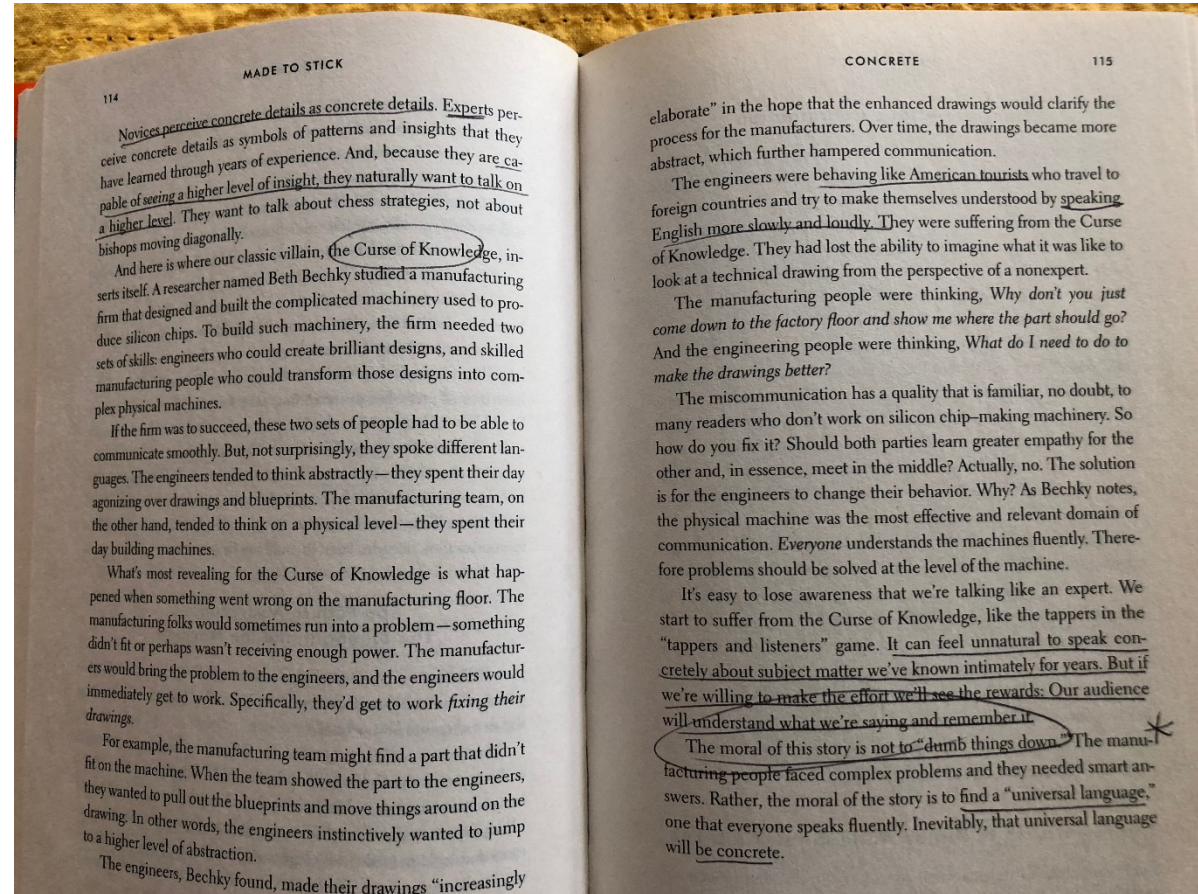 MADE TO STICK
114
Novices perceive concrete details as concrete details. Experts per-
ceive concrete details as symbols of patterns and insights that they
have learned through years of experience. And, because they are ca-
pable of seeing a higher level of insight, they naturally want to talk on
a higher level. They want to talk about chess strategies, not about
bishops moving diagonally.
And here is where our classic villain, the Curse of Knowledge, in-
serts itself. A researcher named Beth Bechky studied a manufacturing
firm that designed and built the complicated machinery used to pro-
duce silicon chips. To build such machinery, the firm needed two
sets of skills: engineers who could create brilliant designs, and skilled
manufacturing people who could transform those designs into com-
plex physical machines.
If the firm was to succeed, these two sets of people had to be able to
communicate smoothly. But, not surprisingly, they spoke different lan-
guages. The engineers tended to think abstractly—they spent their day
agonizing over drawings and blueprints. The manufacturing team, on
the other hand, tended to think on a physical level—they spent their
day building machines.
What's most revealing for the Curse of Knowledge is what hap-
pened when something went wrong on the manufacturing floor. The
manufacturing folks would sometimes run into a problem—something
didn't fit or perhaps wasn't receiving enough power. The manufactur-
ers would bring the problem to the engineers, and the engineers would
immediately get to work. Specifically, they'd get to work fixing their
drawings.
For example, the manufacturing team might find a part that didn't
fit on the machine. When the team showed the part to the engineers,
they wanted to pull out the blueprints and move things around on the
drawing. In other words, the engineers instinctively wanted to jump
to a higher level of abstraction.
The engineers, Bechky found, made their drawings "increasingly
CONCRETE
115
elaborate" in the hope that the enhanced drawings would clarify the
process for the manufacturers. Over time, the drawings became more
abstract, which further hampered communication.
The engineers were behaving like American tourists who travel to
foreign countries and try to make themselves understood by speaking
English more slowly and loudly. They were suffering from the Curse
of Knowledge. They had lost the ability to imagine what it was like to
look at a technical drawing from the perspective of a nonexpert.
The manufacturing people were thinking, Why don't you just
come down to the factory floor and show me where the part should go?
And the engineering people were thinking, What do I need to do to
make the drawings better?
The miscommunication has a quality that is familiar, no doubt, to
many readers who don't work on silicon chip–making machinery. So
how do you fix it? Should both parties learn greater empathy for the
other and, in essence, meet in the middle? Actually, no. The solution
is for the engineers to change their behavior. Why? As Bechky notes,
the physical machine was the most effective and relevant domain of
communication. Everyone understands the machines fluently. There-
fore problems should be solved at the level of the machine.
It's easy to lose awareness that we're talking like an expert. We
start to suffer from the Curse of Knowledge, like the tappers in the
"tappers and listeners" game. It can feel unnatural to speak con-
cretely about subject matter we've known intimately for years. But if
we're willing to make the effort we'll see the rewards: Our audience
will understand what we're saying and remember it.
The moral of this story is not to "dumb things down." The manu-
facturing people faced complex problems and they needed smart an-
swers. Rather, the moral of the story is to find a "universal language,"
one that everyone speaks fluently. Inevitably, that universal language
will be concrete.